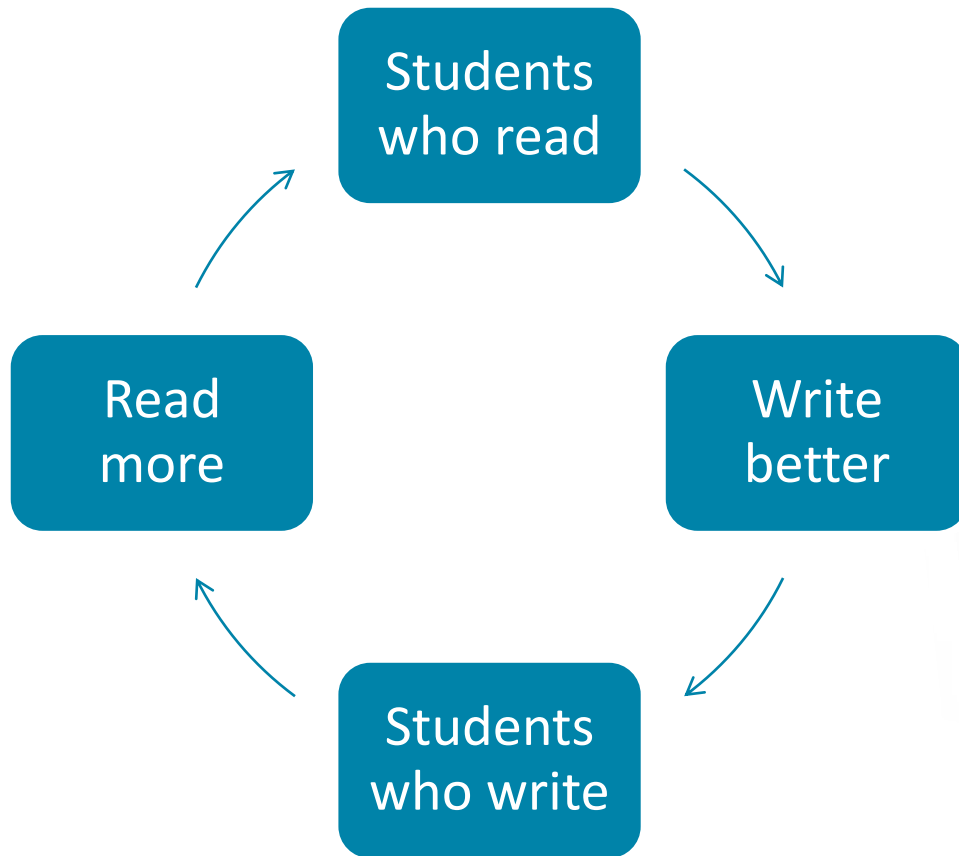 Students
who read
Read
more
Write
better
Students
who write